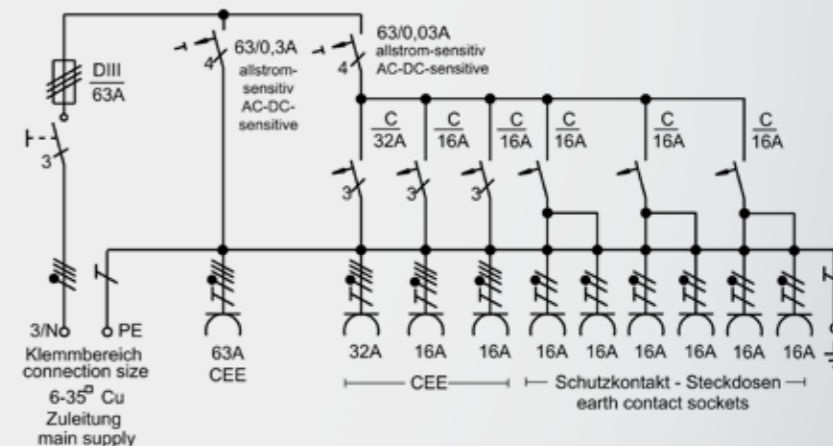 DIII
63A
3
3/N
PE
Klemmbereich
connection size
6-35▫ Cu
Zuleitung
main supply
63/0,3A
4
allstrom-
sensitiv
AC-DC-
sensitive
63A
CEE
63/0,03A
allstrom-sensitiv
AC-DC-sensitive
4
C
32A
C
16A
C
16A
C
16A
C
16A
C
16A
3
3
3
32A
16A
16A
16A
16A
16A
16A
16A
16A
CEE
Schutzkontakt - Steckdosen
earth contact sockets